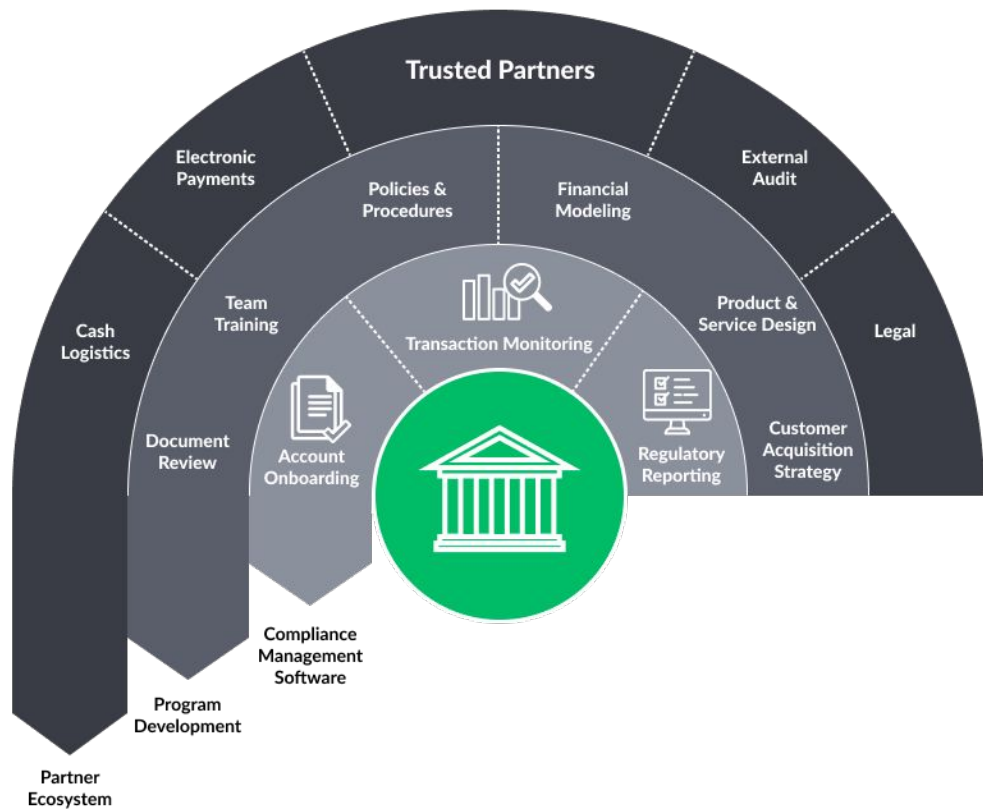 Trusted Partners
Electronic
Payments
External
Audit
Cash
Logistics
Legal
Policies &
Procedures
Financial
Modeling
Team
Training
Product &
Service Design
Document
Review
Customer
Acquisition
Strategy
Transaction Monitoring
Account
Onboarding
Regulatory
Reporting
Compliance
Management
Software
Program
Development
Partner
Ecosystem